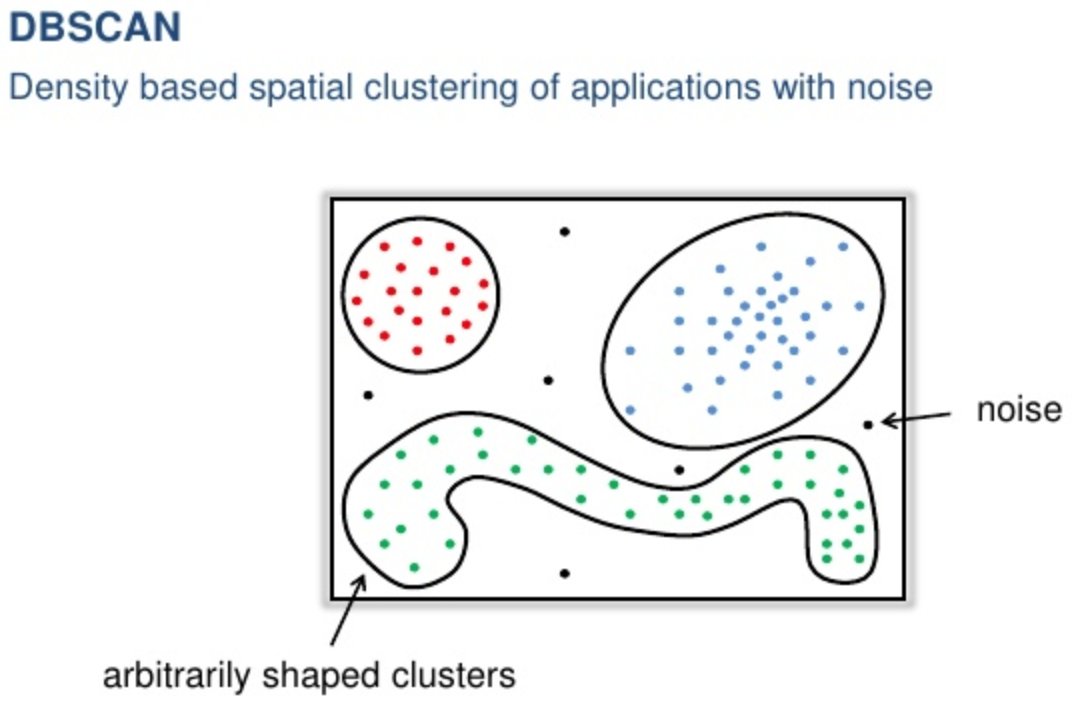 DBSCAN
Density based spatial clustering of applications with noise
noise
arbitrarily shaped clusters